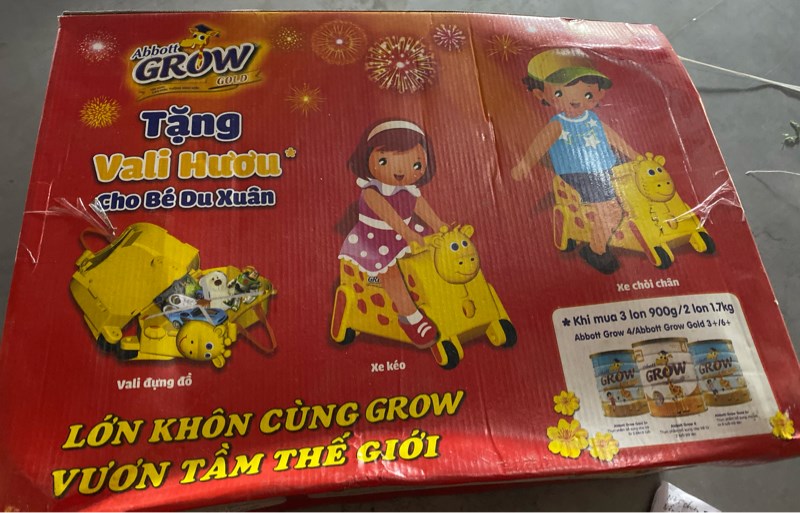 Abbott
GROW
GOLD
Tặng
Vali Hươu*
Cho Bé Du Xuân
Xe chòi chân
* Khi mua 3 lon 900g/2 lon 1.7kg
Abbott Grow 4/Abbott Grow Gold 3+/6+
Abbott
GROW
GROW
GROW
Xe kéo
Vali đựng đồ
LỚN KHÔN CÙNG GROW
VƯƠN TẦM THẾ GIỚI